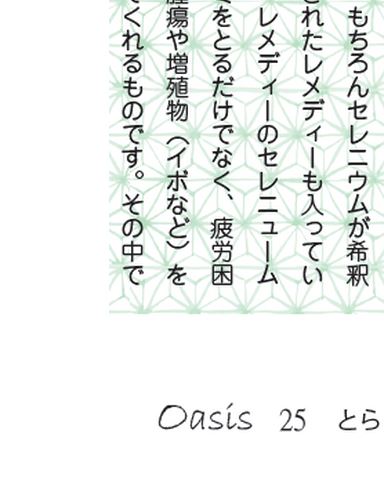 もちろんセレニウムが希釈
されたレメディーも入ってい
レメディーのセレニューム
をとるだけでなく、疲労困
腫瘍や増殖物（イボなど）を
くれるものです。その中で
Oasis 25 とら